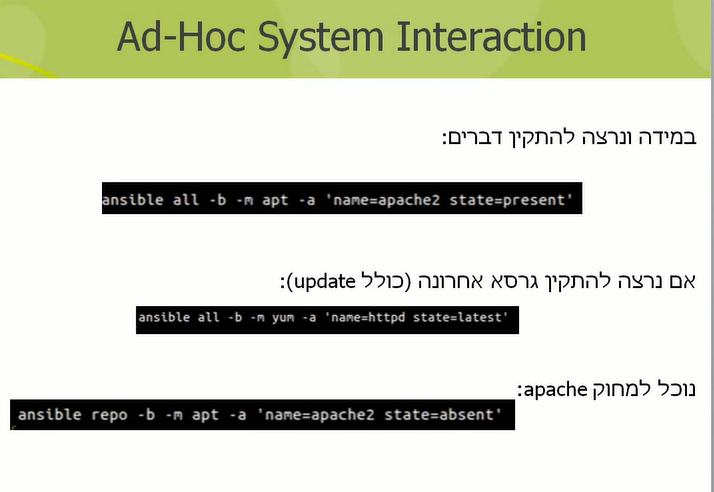 Ad-Hoc System Interaction
במידה ונרצה להתקין דברים:
ansible all -b -m apt -a 'name=apache2 state=present'
אם נרצה להתקין גרסא אחרונה (כולל update):
ansible all -b -m yum -a 'name=httpd state=latest'
נוכל למחוק apache:
ansible repo -b -m apt -a 'name=apache2 state=absent'